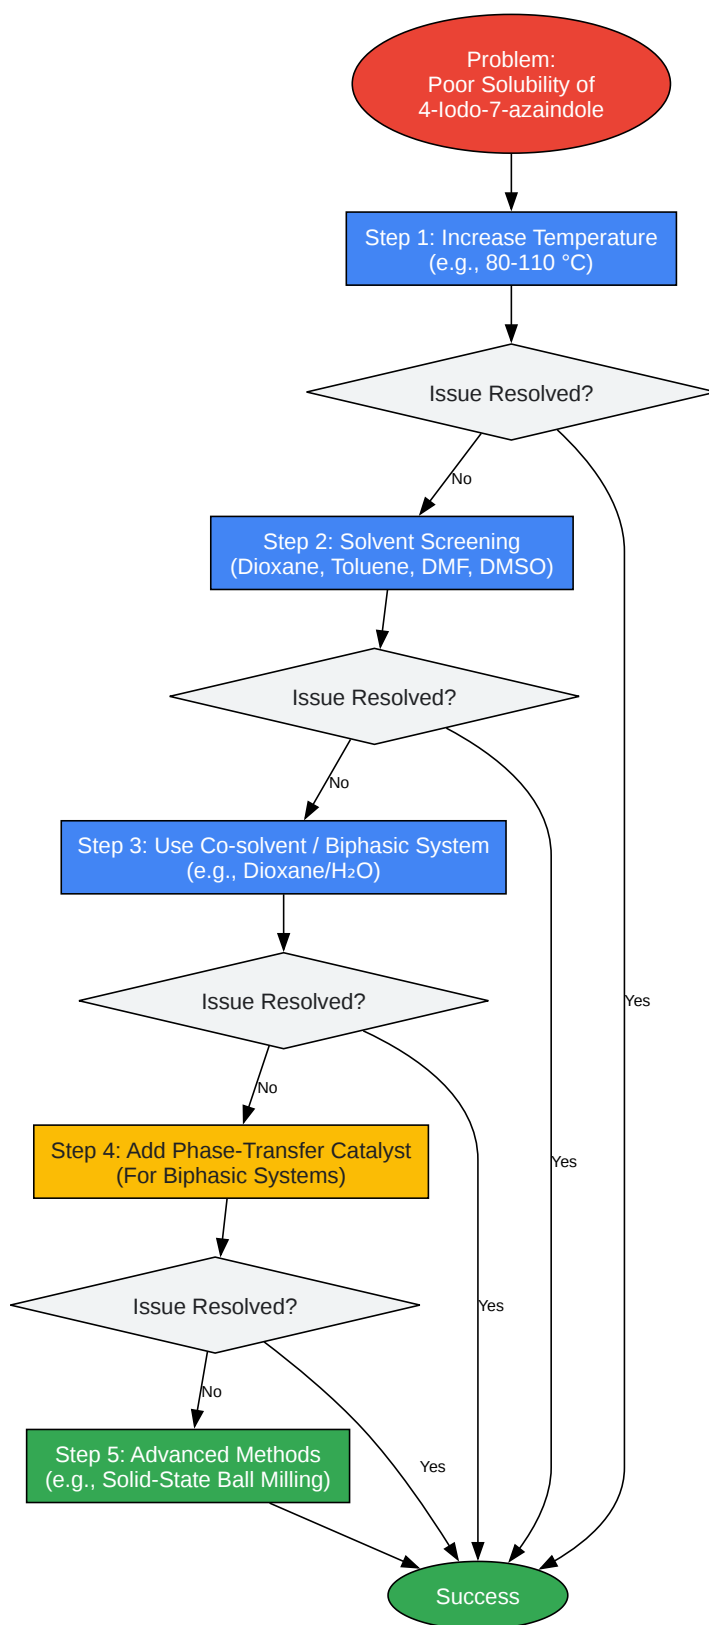 Problem:
Poor Solubility of
4-Iodo-7-azaindole
Step 1: Increase Temperature
(e.g., 80-110 °C)
Issue Resolved?
No
Step 2: Solvent Screening
(Dioxane, Toluene, DMF, DMSO)
Issue Resolved?
No
Step 3: Use Co-solvent / Biphasic System
(e.g., Dioxane/H₂O)
Issue Resolved?
Yes
No
Step 4: Add Phase-Transfer Catalyst
(For Biphasic Systems)
Yes
Issue Resolved?
Yes
No
Step 5: Advanced Methods
(e.g., Solid-State Ball Milling)
Yes
Success